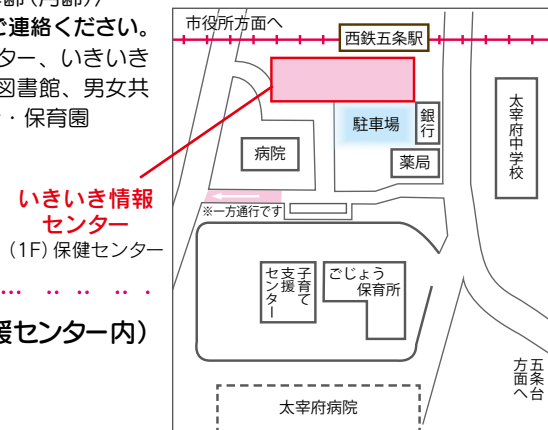 ご連絡ください。
ター、いきいき
図書館、男女共
・保育園
いきいき情報
センター
(1F) 保健センター
援センター内)
市役所方面へ
西鉄五条駅
駐車場
銀行
薬局
病院
太宰府中学校
※一方通行です
子育て
支援
センター
ごじょう
保育所
五条台
方面へ
太宰府病院